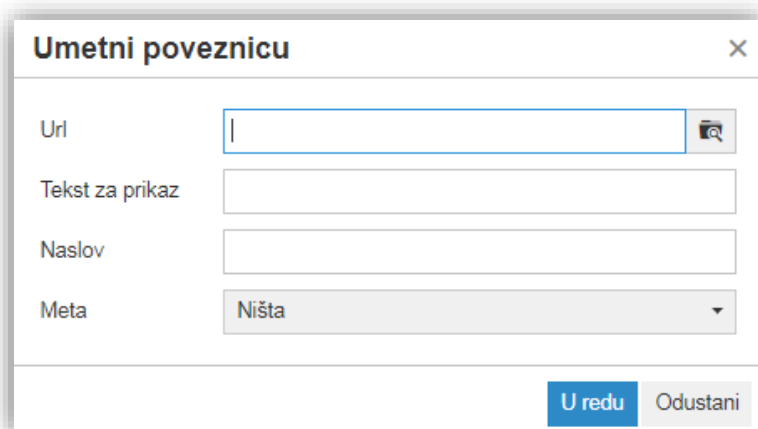 Umetni poveznicu
Url
Tekst za prikaz
Naslov
Meta Ništa
U redu Odustani